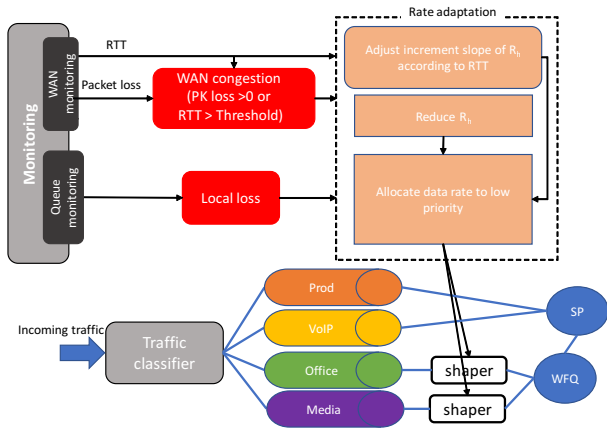 Rate adaptation
RTT
Packet loss
Monitoring
WAN
monitoring
Queue
monitoring
WAN congestion
(PK loss >0 or
RTT > Threshold)
Local loss
Adjust increment slope of Rₕ
according to RTT
Reduce Rₕ
Allocate data rate to low
priority
Incoming traffic
Traffic
classifier
Prod
VoIP
Office
Media
shaper
shaper
SP
WFQ